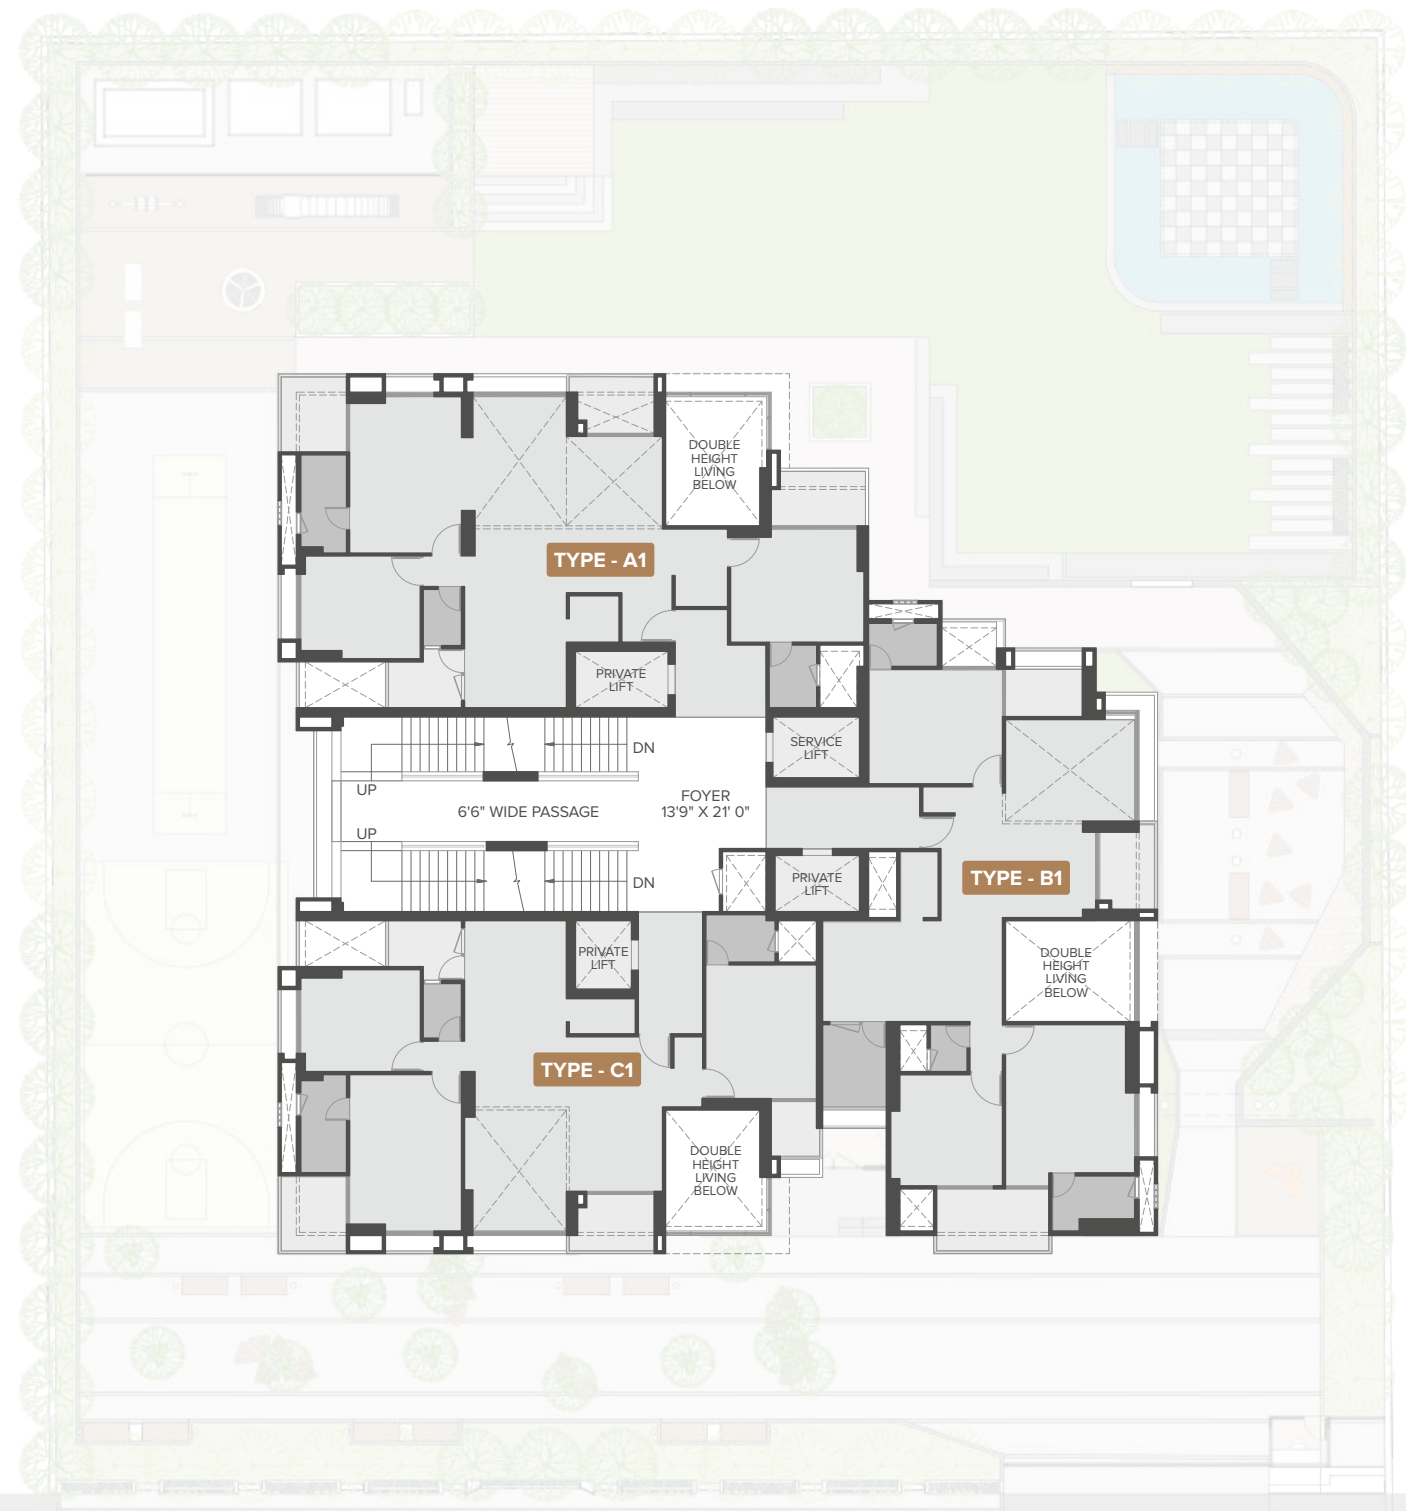 DOUBLE
HEIGHT
LIVING
BELOW
TYPE - A1
PRIVATE
LIFT
SERVICE
LIFT
DN
UP
6'6" WIDE PASSAGE
FOYER
13'9" X 21' 0"
UP
DN
PRIVATE
LIFT
TYPE - B1
PRIVATE
LIFT
DOUBLE
HEIGHT
LIVING
BELOW
TYPE - C1
DOUBLE
HEIGHT
LIVING
BELOW